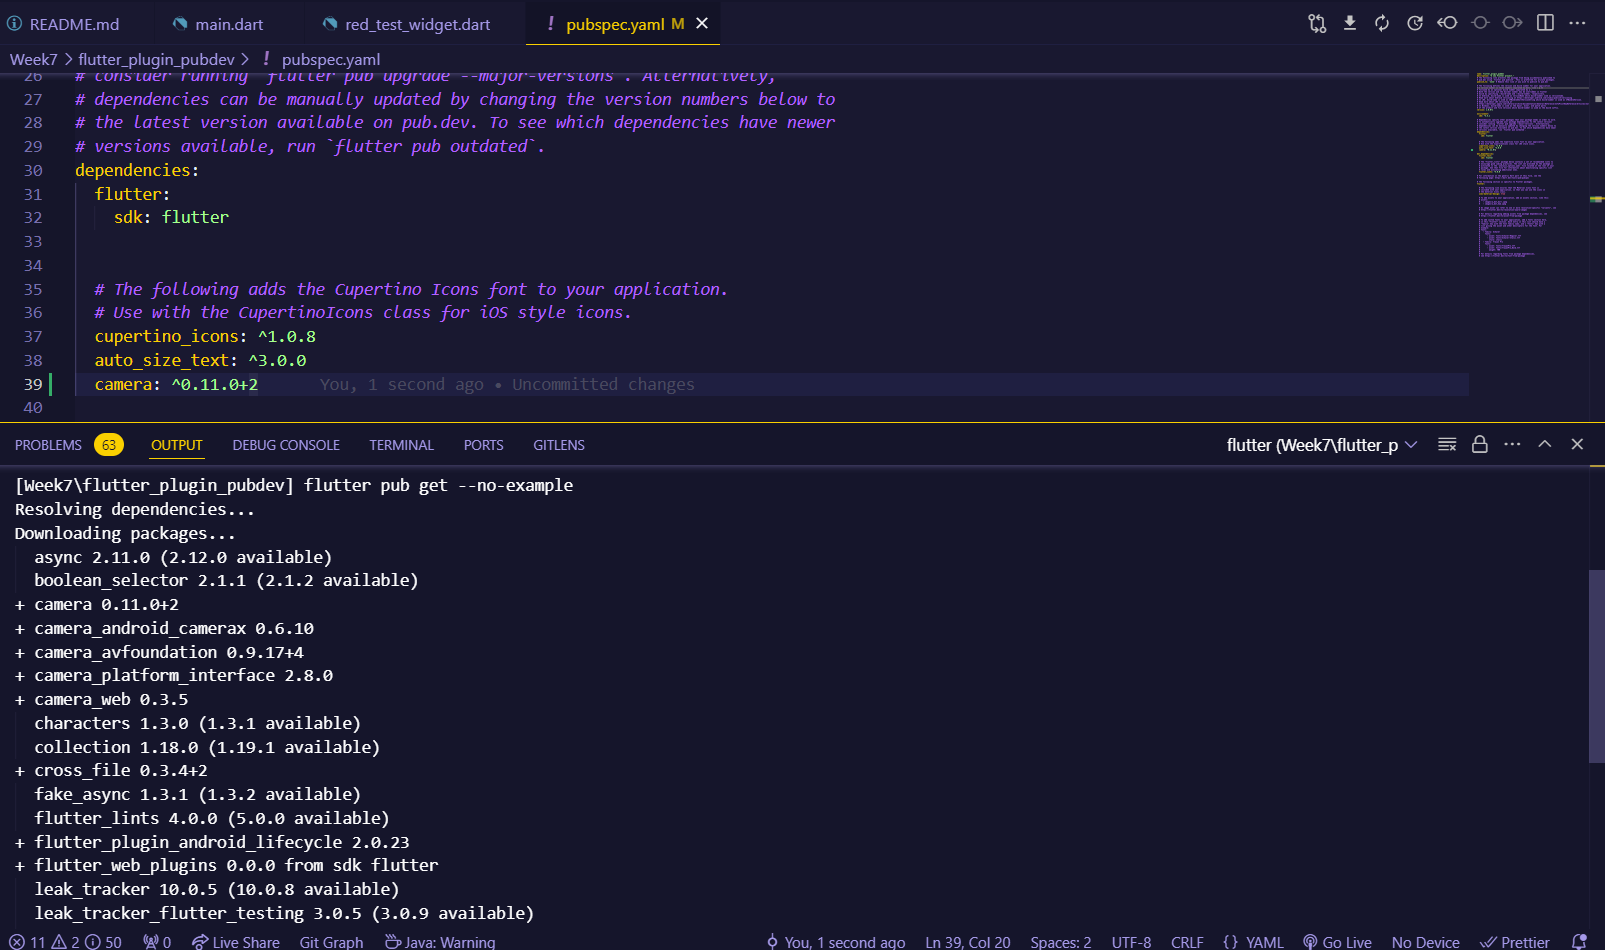 README.md
main.dart
red_test_widget.dart
! pubspec.yaml M
Week7 > flutter_plugin_pubdev > ! pubspec.yaml
26 # consider running `flutter pub upgrade --major-versions`. Alternatively,
27 # dependencies can be manually updated by changing the version numbers below to
28 # the latest version available on pub.dev. To see which dependencies have newer
29 # versions available, run `flutter pub outdated`.
30 dependencies:
31 flutter:
32 sdk: flutter
33
34
35 # The following adds the Cupertino Icons font to your application.
36 # Use with the CupertinoIcons class for iOS style icons.
37 cupertino_icons: ^1.0.8
38 auto_size_text: ^3.0.0
39 camera: ^0.11.0+2 You, 1 second ago • Uncommitted changes
40
PROBLEMS 63 OUTPUT DEBUG CONSOLE TERMINAL PORTS GITLENS flutter (Week7\flutter_p
[Week7\flutter_plugin_pubdev] flutter pub get --no-example
Resolving dependencies...
Downloading packages...
async 2.11.0 (2.12.0 available)
boolean_selector 2.1.1 (2.1.2 available)
+ camera 0.11.0+2
+ camera_android_camerax 0.6.10
+ camera_avfoundation 0.9.17+4
+ camera_platform_interface 2.8.0
+ camera_web 0.3.5
characters 1.3.0 (1.3.1 available)
collection 1.18.0 (1.19.1 available)
+ cross_file 0.3.4+2
fake_async 1.3.1 (1.3.2 available)
flutter_lints 4.0.0 (5.0.0 available)
+ flutter_plugin_android_lifecycle 2.0.23
+ flutter_web_plugins 0.0.0 from sdk flutter
leak_tracker 10.0.5 (10.0.8 available)
leak_tracker_flutter_testing 3.0.5 (3.0.9 available)
11 2 50 0 Live Share Git Graph Java: Warning You, 1 second ago Ln 39, Col 20 Spaces: 2 UTF-8 CRLF {} YAML Go Live No Device Prettier